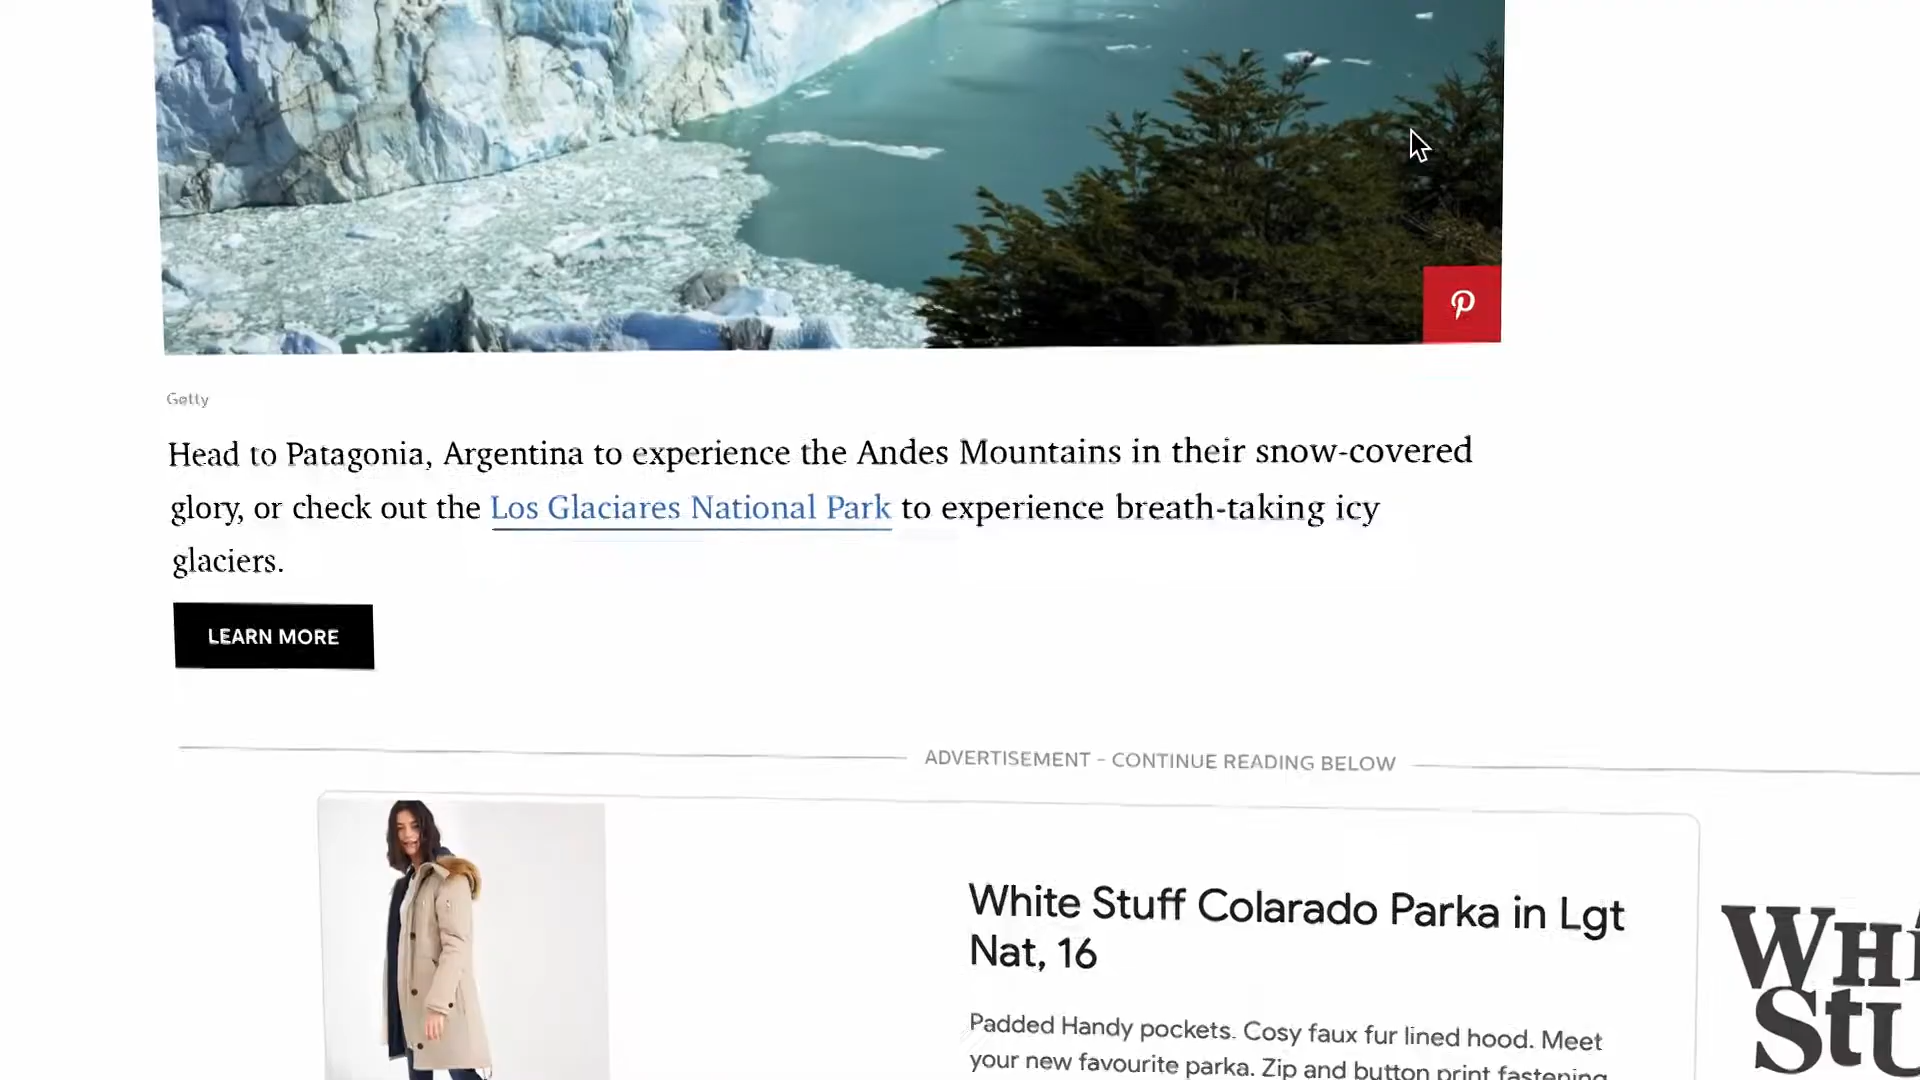 Getty
Head to Patagonia, Argentina to experience the Andes Mountains in their snow-covered
glory, or check out the Los Glaciares National Park to experience breath-taking icy
glaciers.
LEARN MORE
ADVERTISEMENT - CONTINUE READING BELOW
White Stuff Colarado Parka in Lgt
Nat, 16
Padded Handy pockets. Cosy faux fur lined hood. Meet
your new favourite parka. Zip and button print fastening